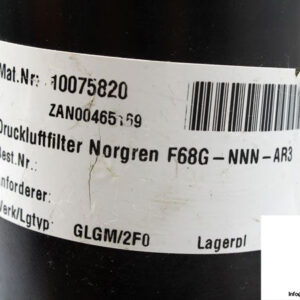 Mat.Nr: 10075820
ZAN00465169
Druckluftfilter Norgren F68G-NNN-AR3
Best.Nr:
Anforderer:
Werk/Lgtyp: GLGM/2F0 Lagerpl